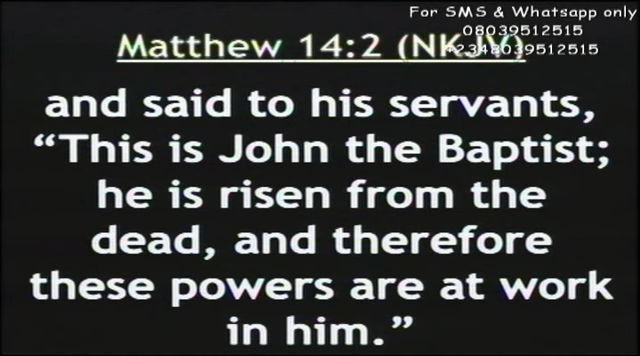 For SMS & Whatsapp only
08039512515
+2348039512515
Matthew 14:2 (NKJV)
and said to his servants,
“This is John the Baptist;
he is risen from the
dead, and therefore
these powers are at work
in him.”